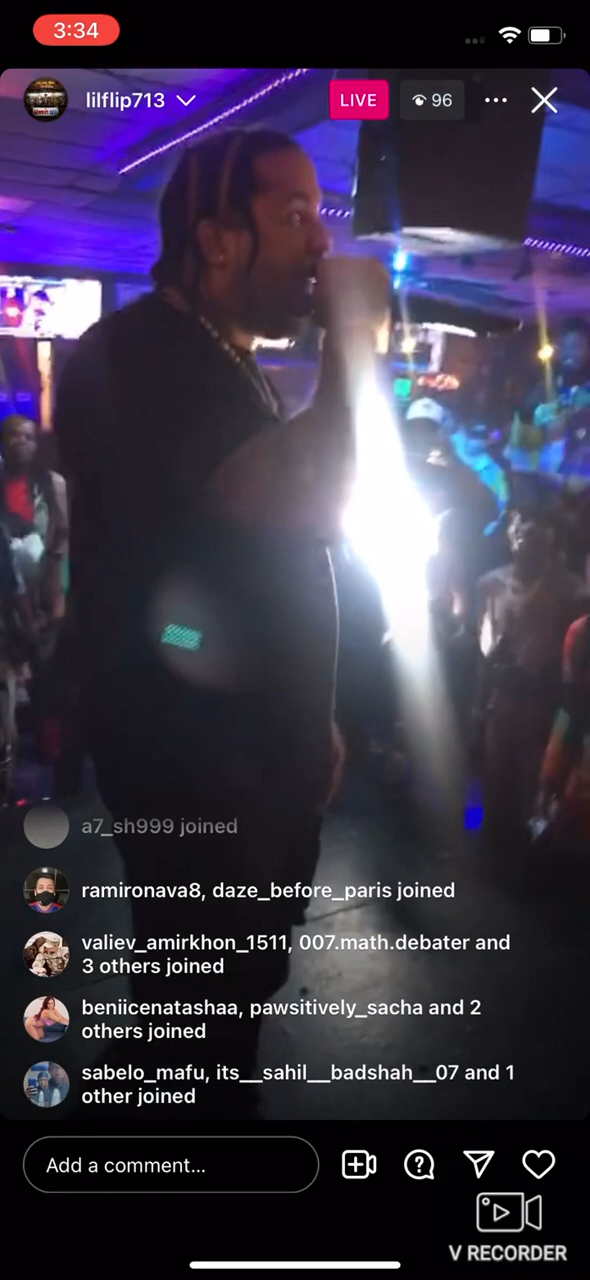 3:34
lilflip713
LIVE
96
a7_sh999 joined
ramironava8, daze_before_paris joined
valiev_amirkhon_1511, 007.math.debater and
3 others joined
beniicenatashaa, pawsitively_sacha and 2
others joined
sabelo_mafu, its__sahil__badshah__07 and 1
other joined
Add a comment...
V RECORDER